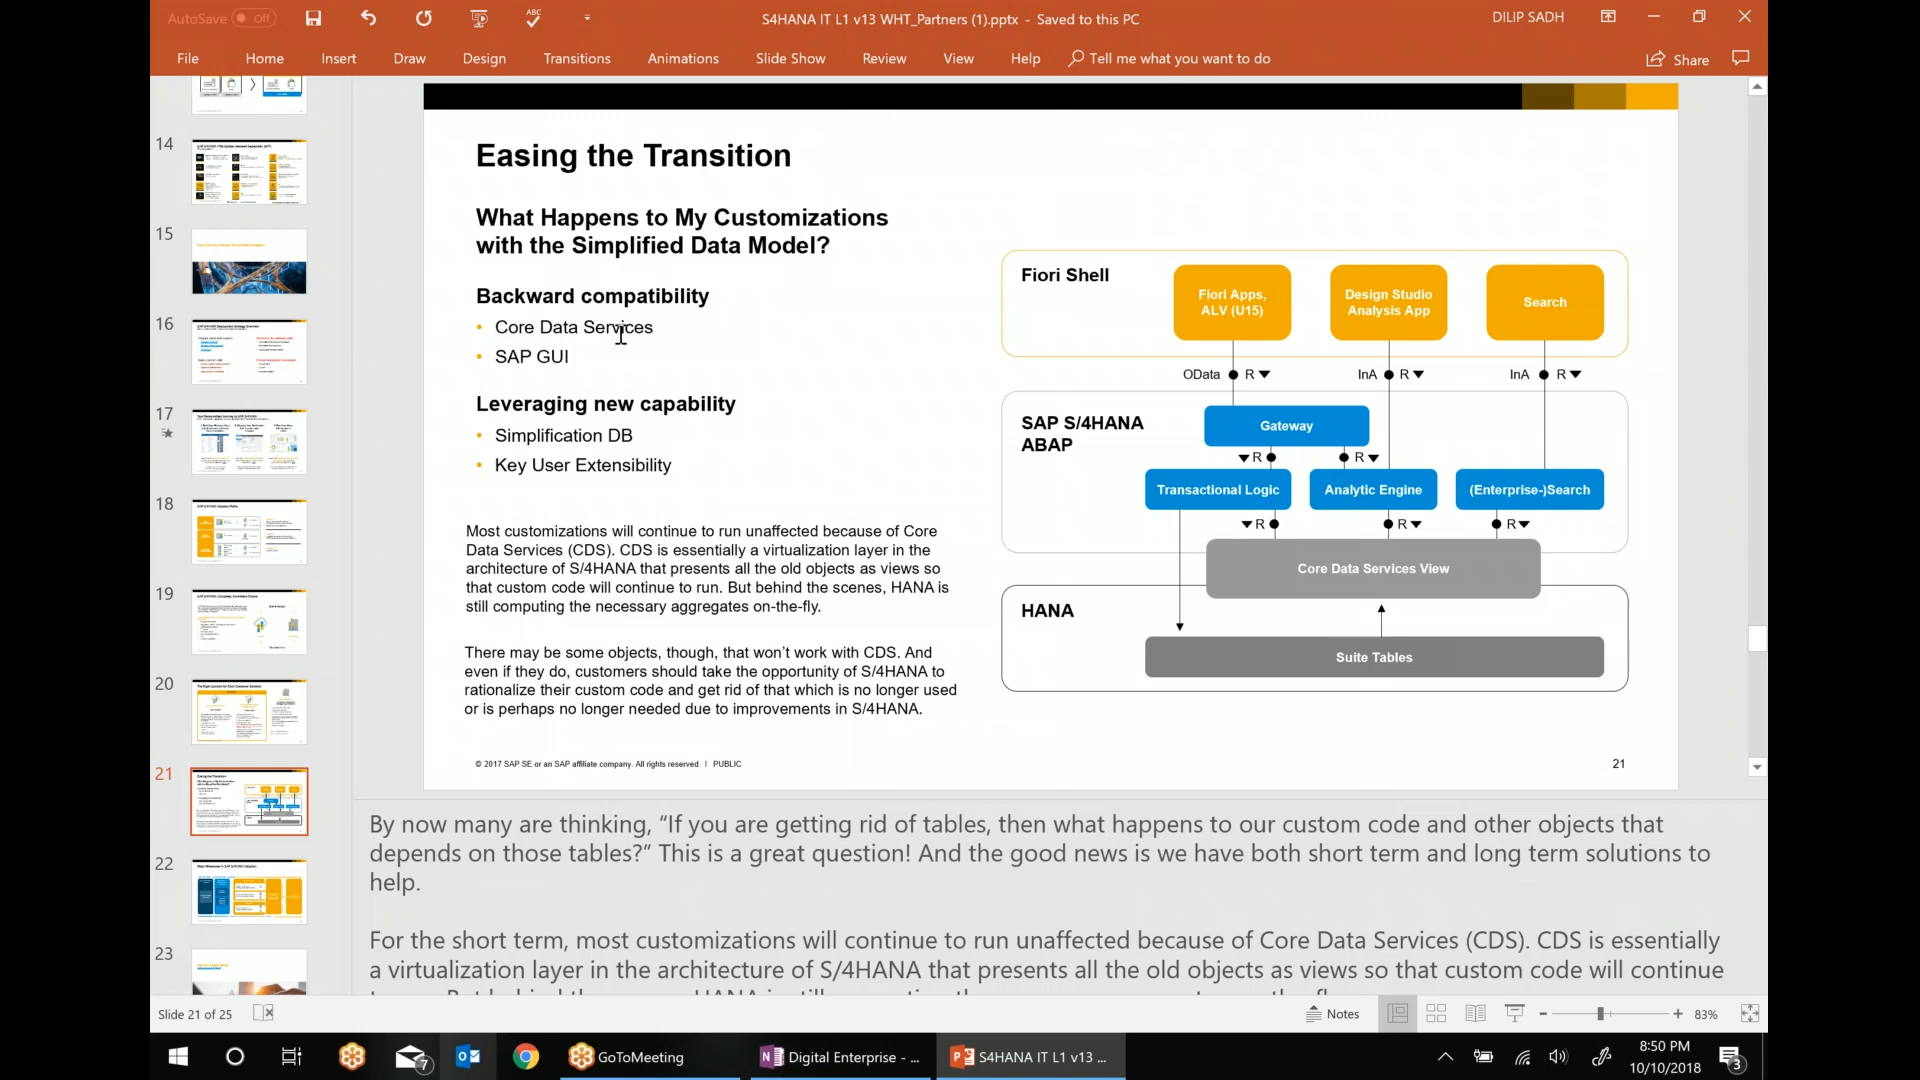 AutoSave Off
ABC
S4HANA IT L1 v13 WHT_Partners (1).pptx - Saved to this PC
DILIP SADH
File Home Insert Draw Design Transitions Animations Slide Show Review View Help Tell me what you want to do
Share
14
15
16
17
18
19
20
21
22
23
Easing the Transition
What Happens to My Customizations
with the Simplified Data Model?
Backward compatibility
• Core Data Services
• SAP GUI
Leveraging new capability
• Simplification DB
• Key User Extensibility
Most customizations will continue to run unaffected because of Core
Data Services (CDS). CDS is essentially a virtualization layer in the
architecture of S/4HANA that presents all the old objects as views so
that custom code will continue to run. But behind the scenes, HANA is
still computing the necessary aggregates on-the-fly.
There may be some objects, though, that won't work with CDS. And
even if they do, customers should take the opportunity of S/4HANA to
rationalize their custom code and get rid of that which is no longer used
or is perhaps no longer needed due to improvements in S/4HANA.
Fiori Shell
Fiori Apps,
ALV (U15)
Design Studio
Analysis App
Search
OData R
InA R
InA R
SAP S/4HANA
ABAP
Gateway
R
R
Transactional Logic
Analytic Engine
(Enterprise-)Search
R
R
R
Core Data Services View
HANA
Suite Tables
© 2017 SAP SE or an SAP affiliate company. All rights reserved. I PUBLIC
21
By now many are thinking, “If you are getting rid of tables, then what happens to our custom code and other objects that
depends on those tables?” This is a great question! And the good news is we have both short term and long term solutions to
help.
For the short term, most customizations will continue to run unaffected because of Core Data Services (CDS). CDS is essentially
a virtualization layer in the architecture of S/4HANA that presents all the old objects as views so that custom code will continue
Slide 21 of 25
Notes
83%
7
GoToMeeting
Digital Enterprise - ...
S4HANA IT L1 v13 ...
8:50 PM
10/10/2018
3